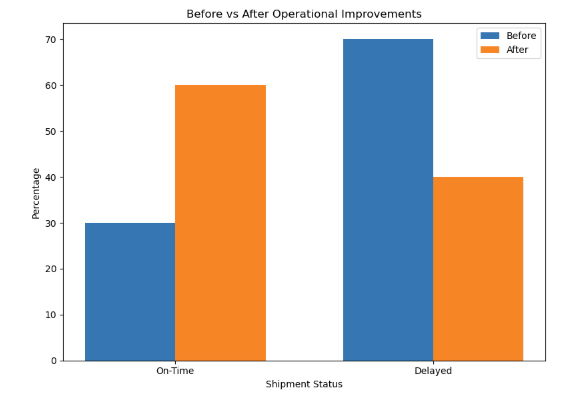 Before vs After Operational Improvements
Before
After
Percentage
70
60
50
40
30
20
10
0
On-Time
Delayed
Shipment Status